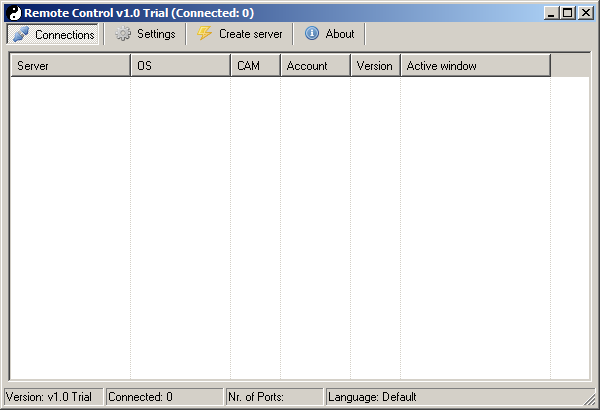 Remote Control v1.0 Trial (Connected: 0)
Connections Settings Create server About
Server OS CAM Account Version Active window
Version: v1.0 Trial Connected: 0 Nr. of Ports: Language: Default